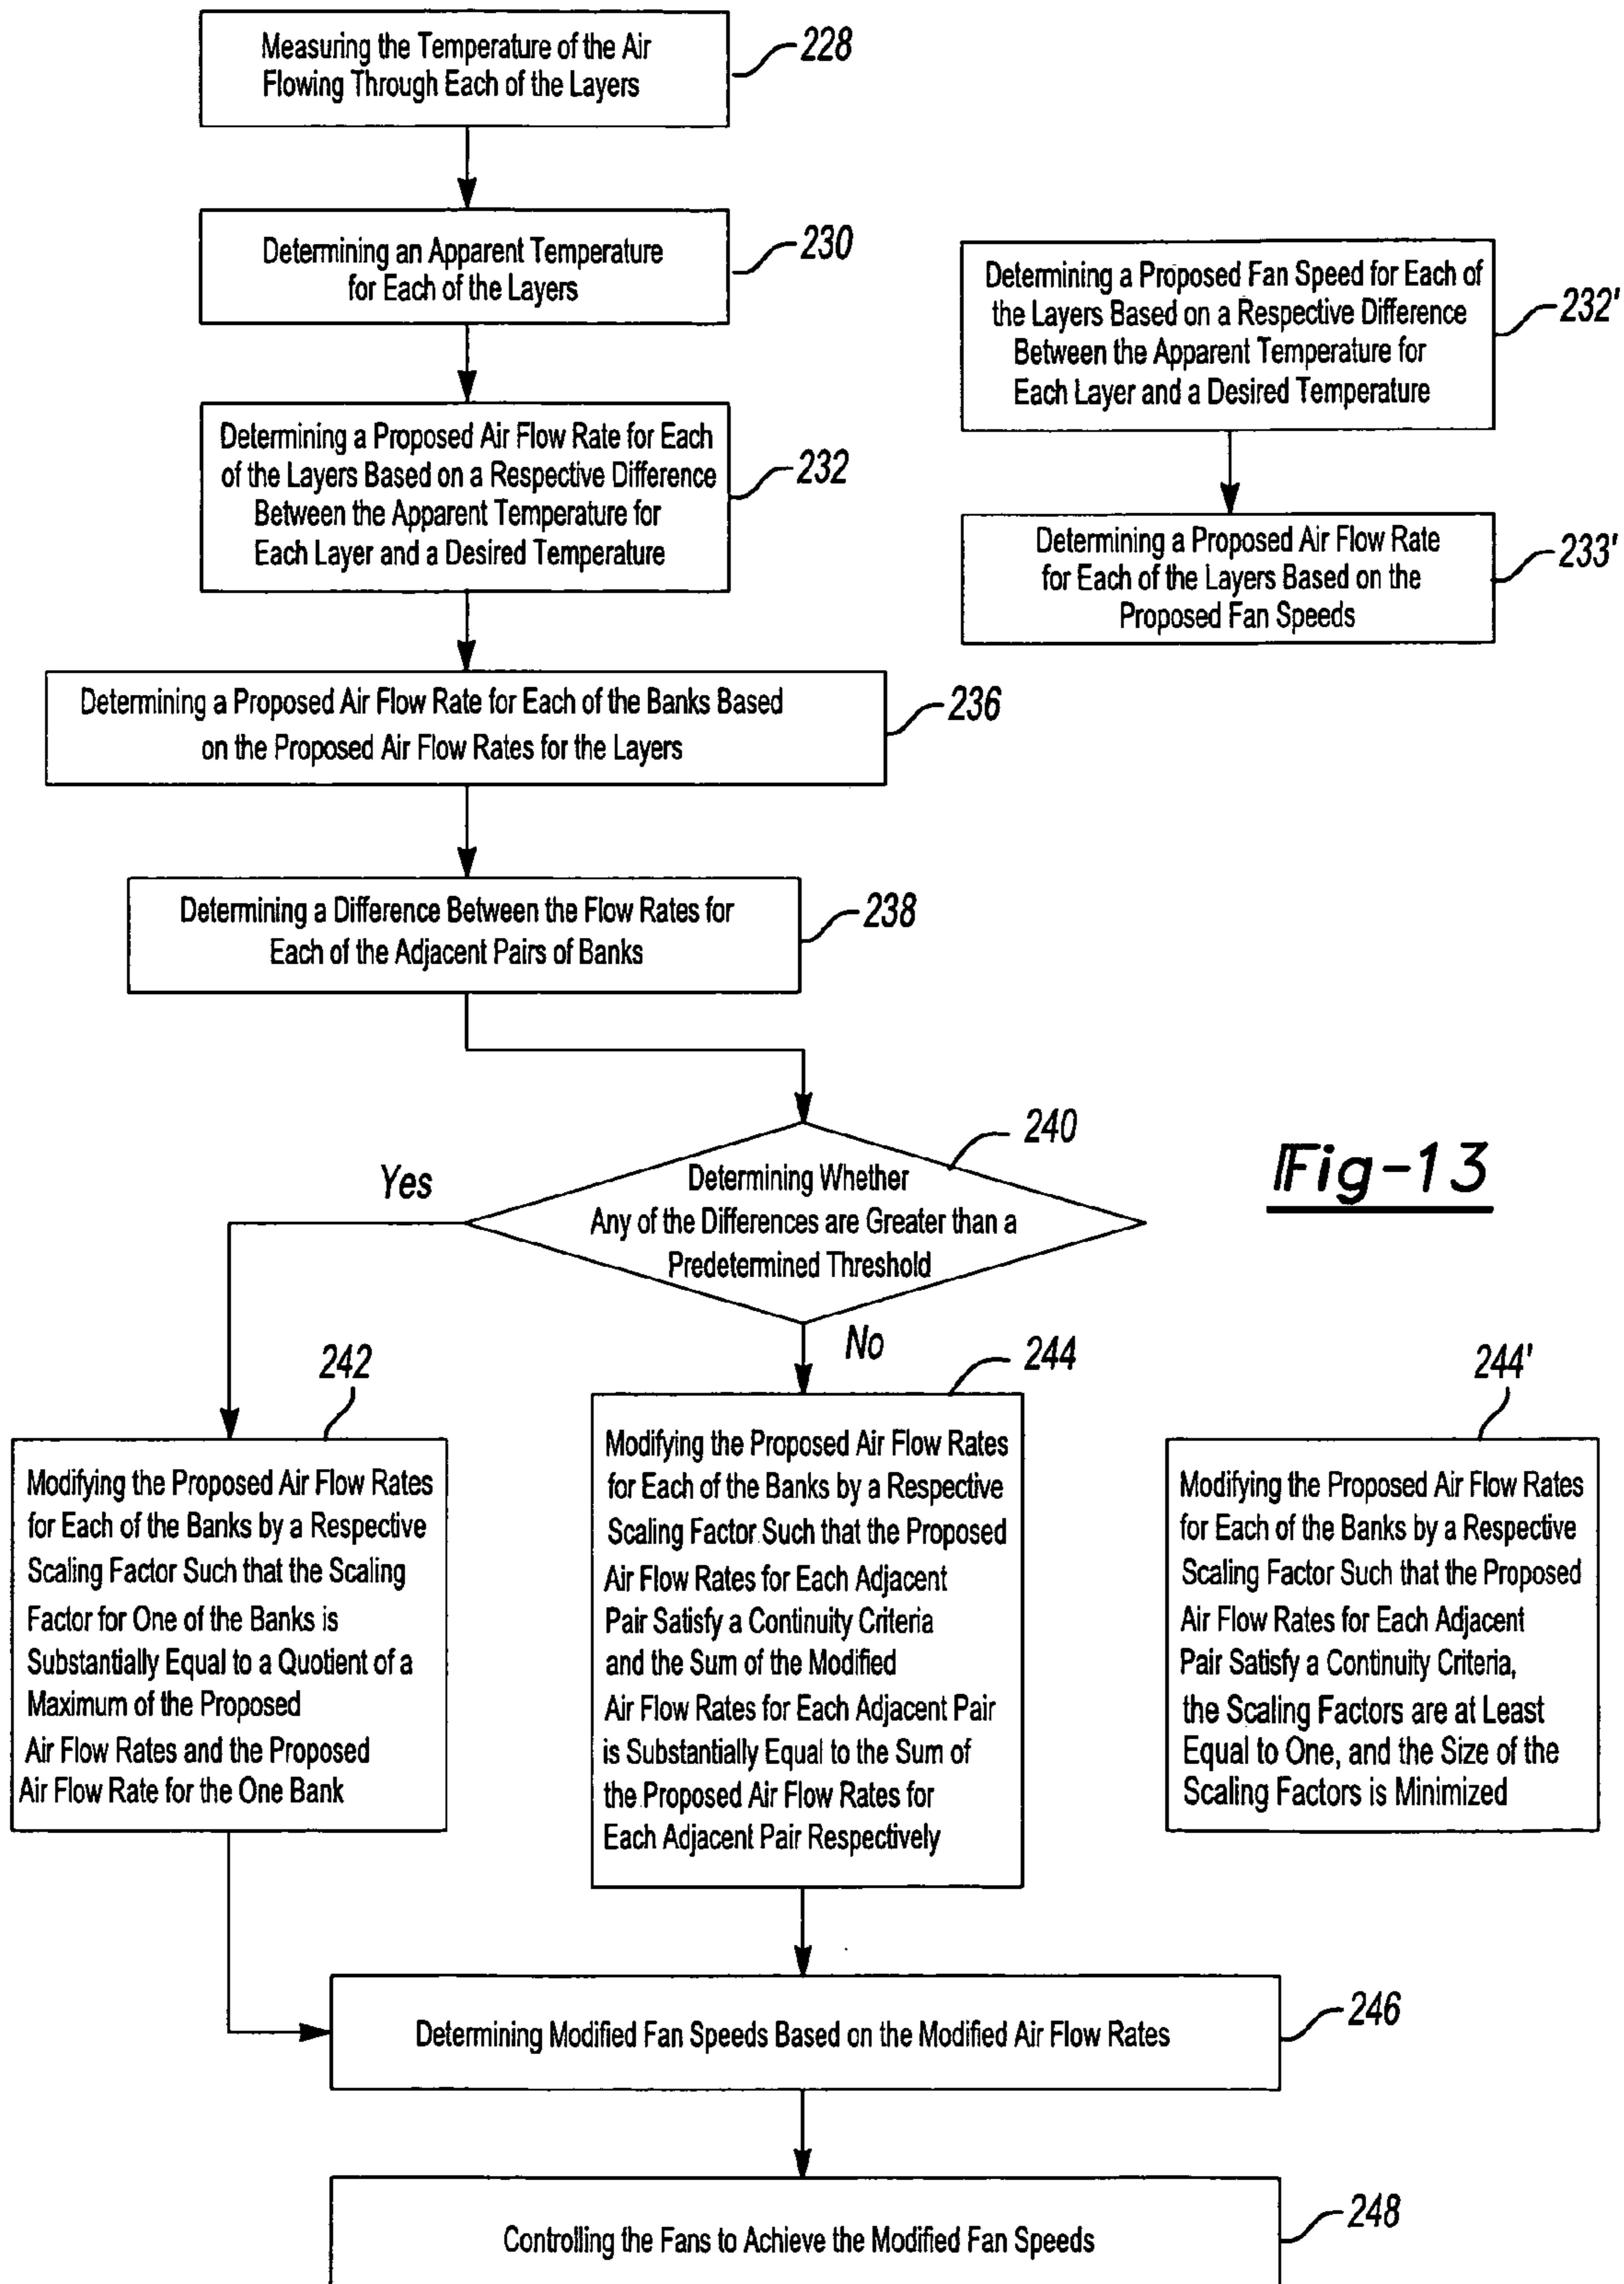 Measuring the Temperature of the Air
Flowing Through Each of the Layers
228
Determining an Apparent Temperature
for Each of the Layers
230
Determining a Proposed Air Flow Rate for Each
of the Layers Based on a Respective Difference
Between the Apparent Temperature for
Each Layer and a Desired Temperature
232
Determining a Proposed Fan Speed for Each of
the Layers Based on a Respective Difference
Between the Apparent Temperature for
Each Layer and a Desired Temperature
232'
Determining a Proposed Air Flow Rate
for Each of the Layers Based on the
Proposed Fan Speeds
233'
Determining a Proposed Air Flow Rate for Each of the Banks Based
on the Proposed Air Flow Rates for the Layers
236
Determining a Difference Between the Flow Rates for
Each of the Adjacent Pairs of Banks
238
240
Determining Whether
Any of the Differences are Greater than a
Predetermined Threshold
Yes
No
Fig-13
242
Modifying the Proposed Air Flow Rates
for Each of the Banks by a Respective
Scaling Factor Such that the Scaling
Factor for One of the Banks is
Substantially Equal to a Quotient of a
Maximum of the Proposed
Air Flow Rates and the Proposed
Air Flow Rate for the One Bank
244
Modifying the Proposed Air Flow Rates
for Each of the Banks by a Respective
Scaling Factor Such that the Proposed
Air Flow Rates for Each Adjacent
Pair Satisfy a Continuity Criteria
and the Sum of the Modified
Air Flow Rates for Each Adjacent Pair
is Substantially Equal to the Sum of
the Proposed Air Flow Rates for
Each Adjacent Pair Respectively
244'
Modifying the Proposed Air Flow Rates
for Each of the Banks by a Respective
Scaling Factor Such that the Proposed
Air Flow Rates for Each Adjacent
Pair Satisfy a Continuity Criteria,
the Scaling Factors are at Least
Equal to One, and the Size of the
Scaling Factors is Minimized
Determining Modified Fan Speeds Based on the Modified Air Flow Rates
246
Controlling the Fans to Achieve the Modified Fan Speeds
248